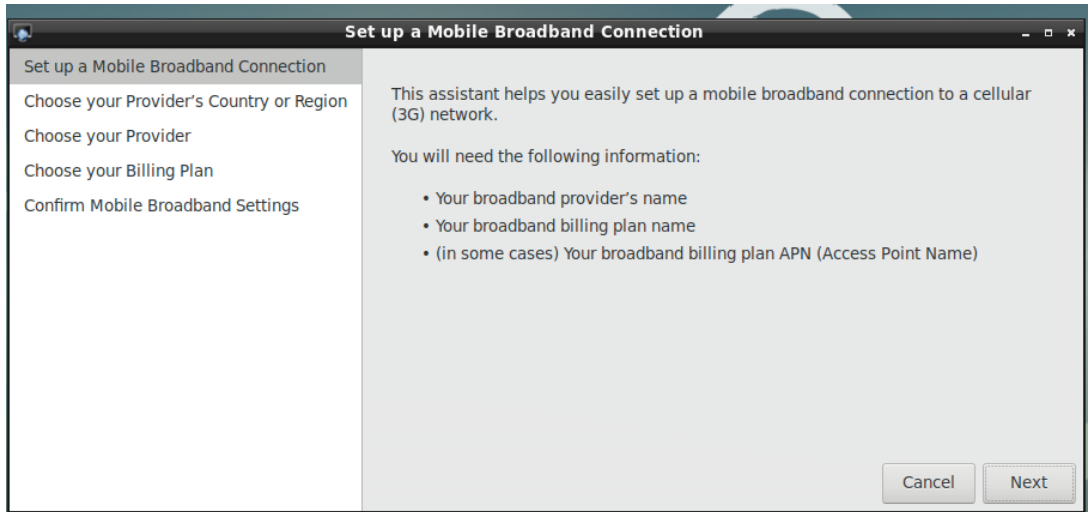 Set up a Mobile Broadband Connection
Set up a Mobile Broadband Connection
Choose your Provider’s Country or Region
Choose your Provider
Choose your Billing Plan
Confirm Mobile Broadband Settings
This assistant helps you easily set up a mobile broadband connection to a cellular
(3G) network.
You will need the following information:
• Your broadband provider’s name
• Your broadband billing plan name
• (in some cases) Your broadband billing plan APN (Access Point Name)
Cancel
Next